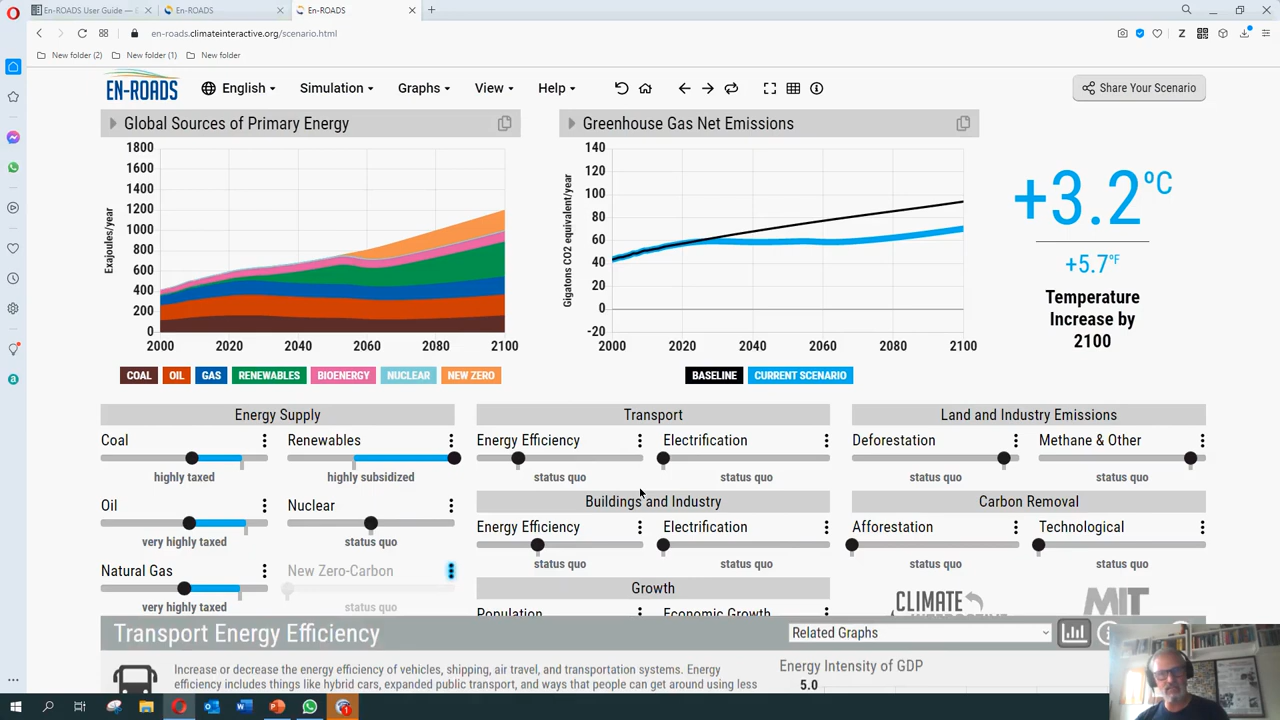 En-ROADS User Guide — 
En-ROADS
En-ROADS
en-roads.climateinteractive.org/scenario.html
New folder (2)
New folder (1)
New folder
EN-ROADS
English
Simulation
Graphs
View
Help
Share Your Scenario
Global Sources of Primary Energy
Greenhouse Gas Net Emissions
1800
1600
1400
1200
1000
800
600
400
200
0
Exajoules/year
2000 2020 2040 2060 2080 2100
COAL OIL GAS RENEWABLES BIOENERGY NUCLEAR NEW ZERO
140
120
100
80
60
40
20
0
-20
Gigatons CO2 equivalent/year
2000 2020 2040 2060 2080 2100
BASELINE CURRENT SCENARIO
+3.2ºC
+5.7°F
Temperature
Increase by
2100
Energy Supply
Coal
highly taxed
Renewables
highly subsidized
Oil
very highly taxed
Nuclear
status quo
Natural Gas
very highly taxed
New Zero-Carbon
status quo
Transport
Energy Efficiency
status quo
Electrification
status quo
Buildings and Industry
Energy Efficiency
status quo
Electrification
status quo
Growth
Population
Economic Growth
Land and Industry Emissions
Deforestation
status quo
Methane & Other
status quo
Carbon Removal
Afforestation
status quo
Technological
status quo
CLIMATE
MIT
Transport Energy Efficiency
Related Graphs
Increase or decrease the energy efficiency of vehicles, shipping, air travel, and transportation systems. Energy
efficiency includes things like hybrid cars, expanded public transport, and ways that people can get around using less
Energy Intensity of GDP
5.0